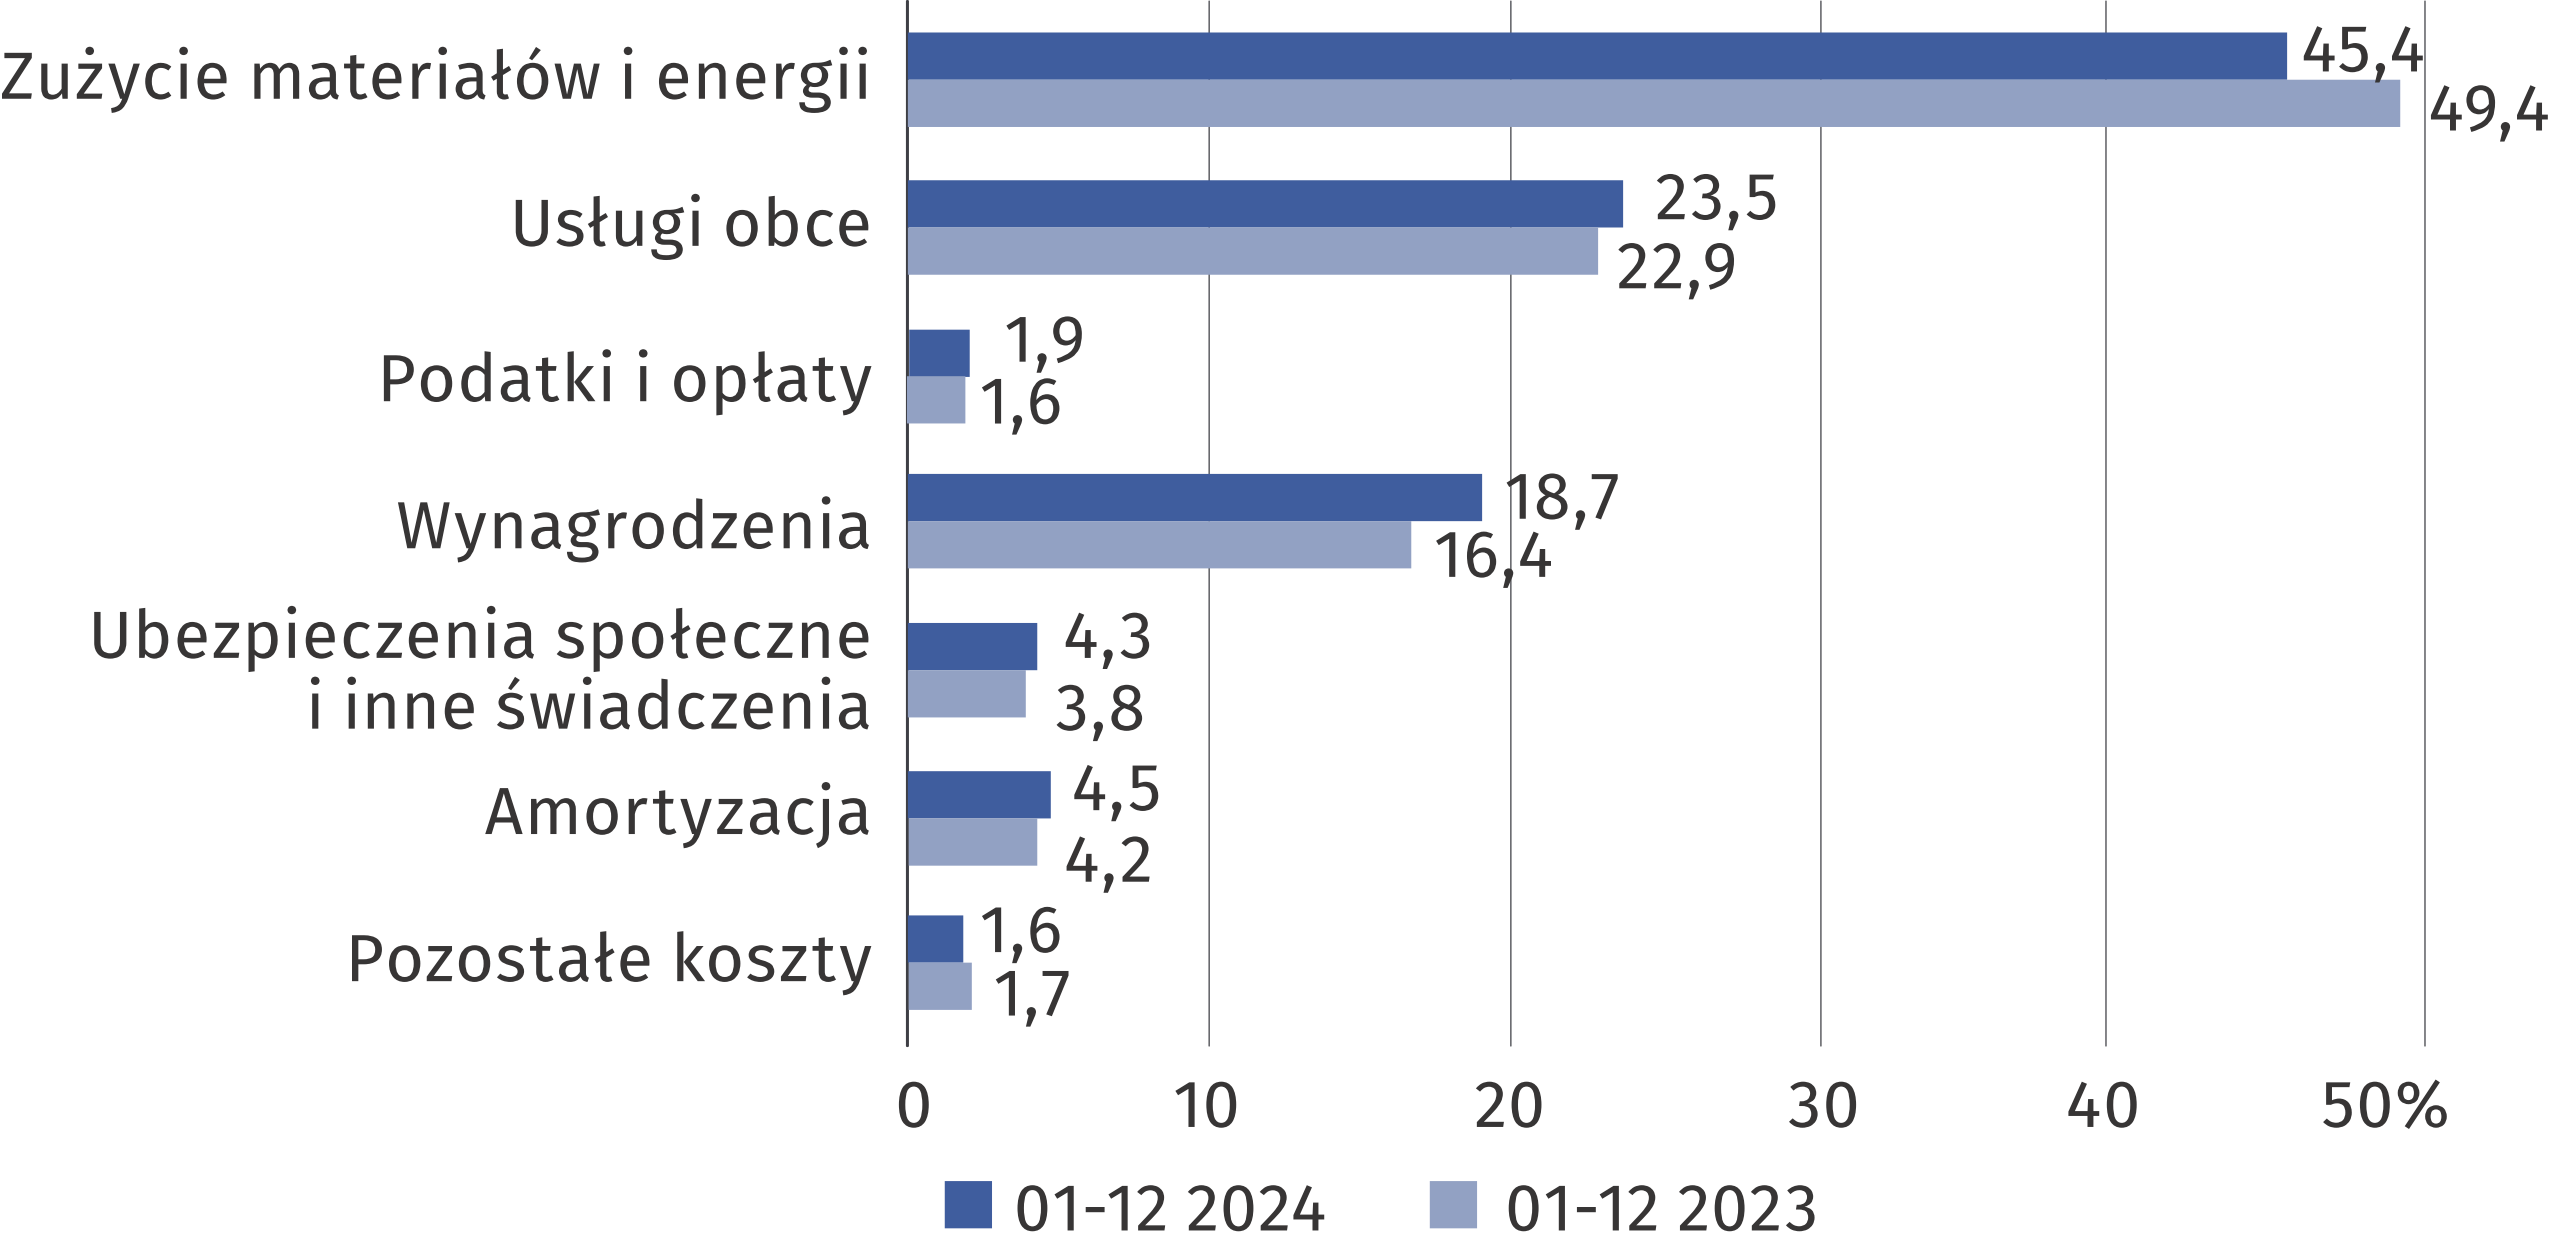 Zużycie materiałów i energii
45,4
49,4
Usługi obce
23,5
22,9
Podatki i opłaty
1,9
1,6
Wynagrodzenia
18,7
16,4
Ubezpieczenia społeczne
i inne świadczenia
4,3
3,8
Amortyzacja
4,5
4,2
Pozostałe koszty
1,6
1,7
0 10 20 30 40 50%
01-12 2024 01-12 2023